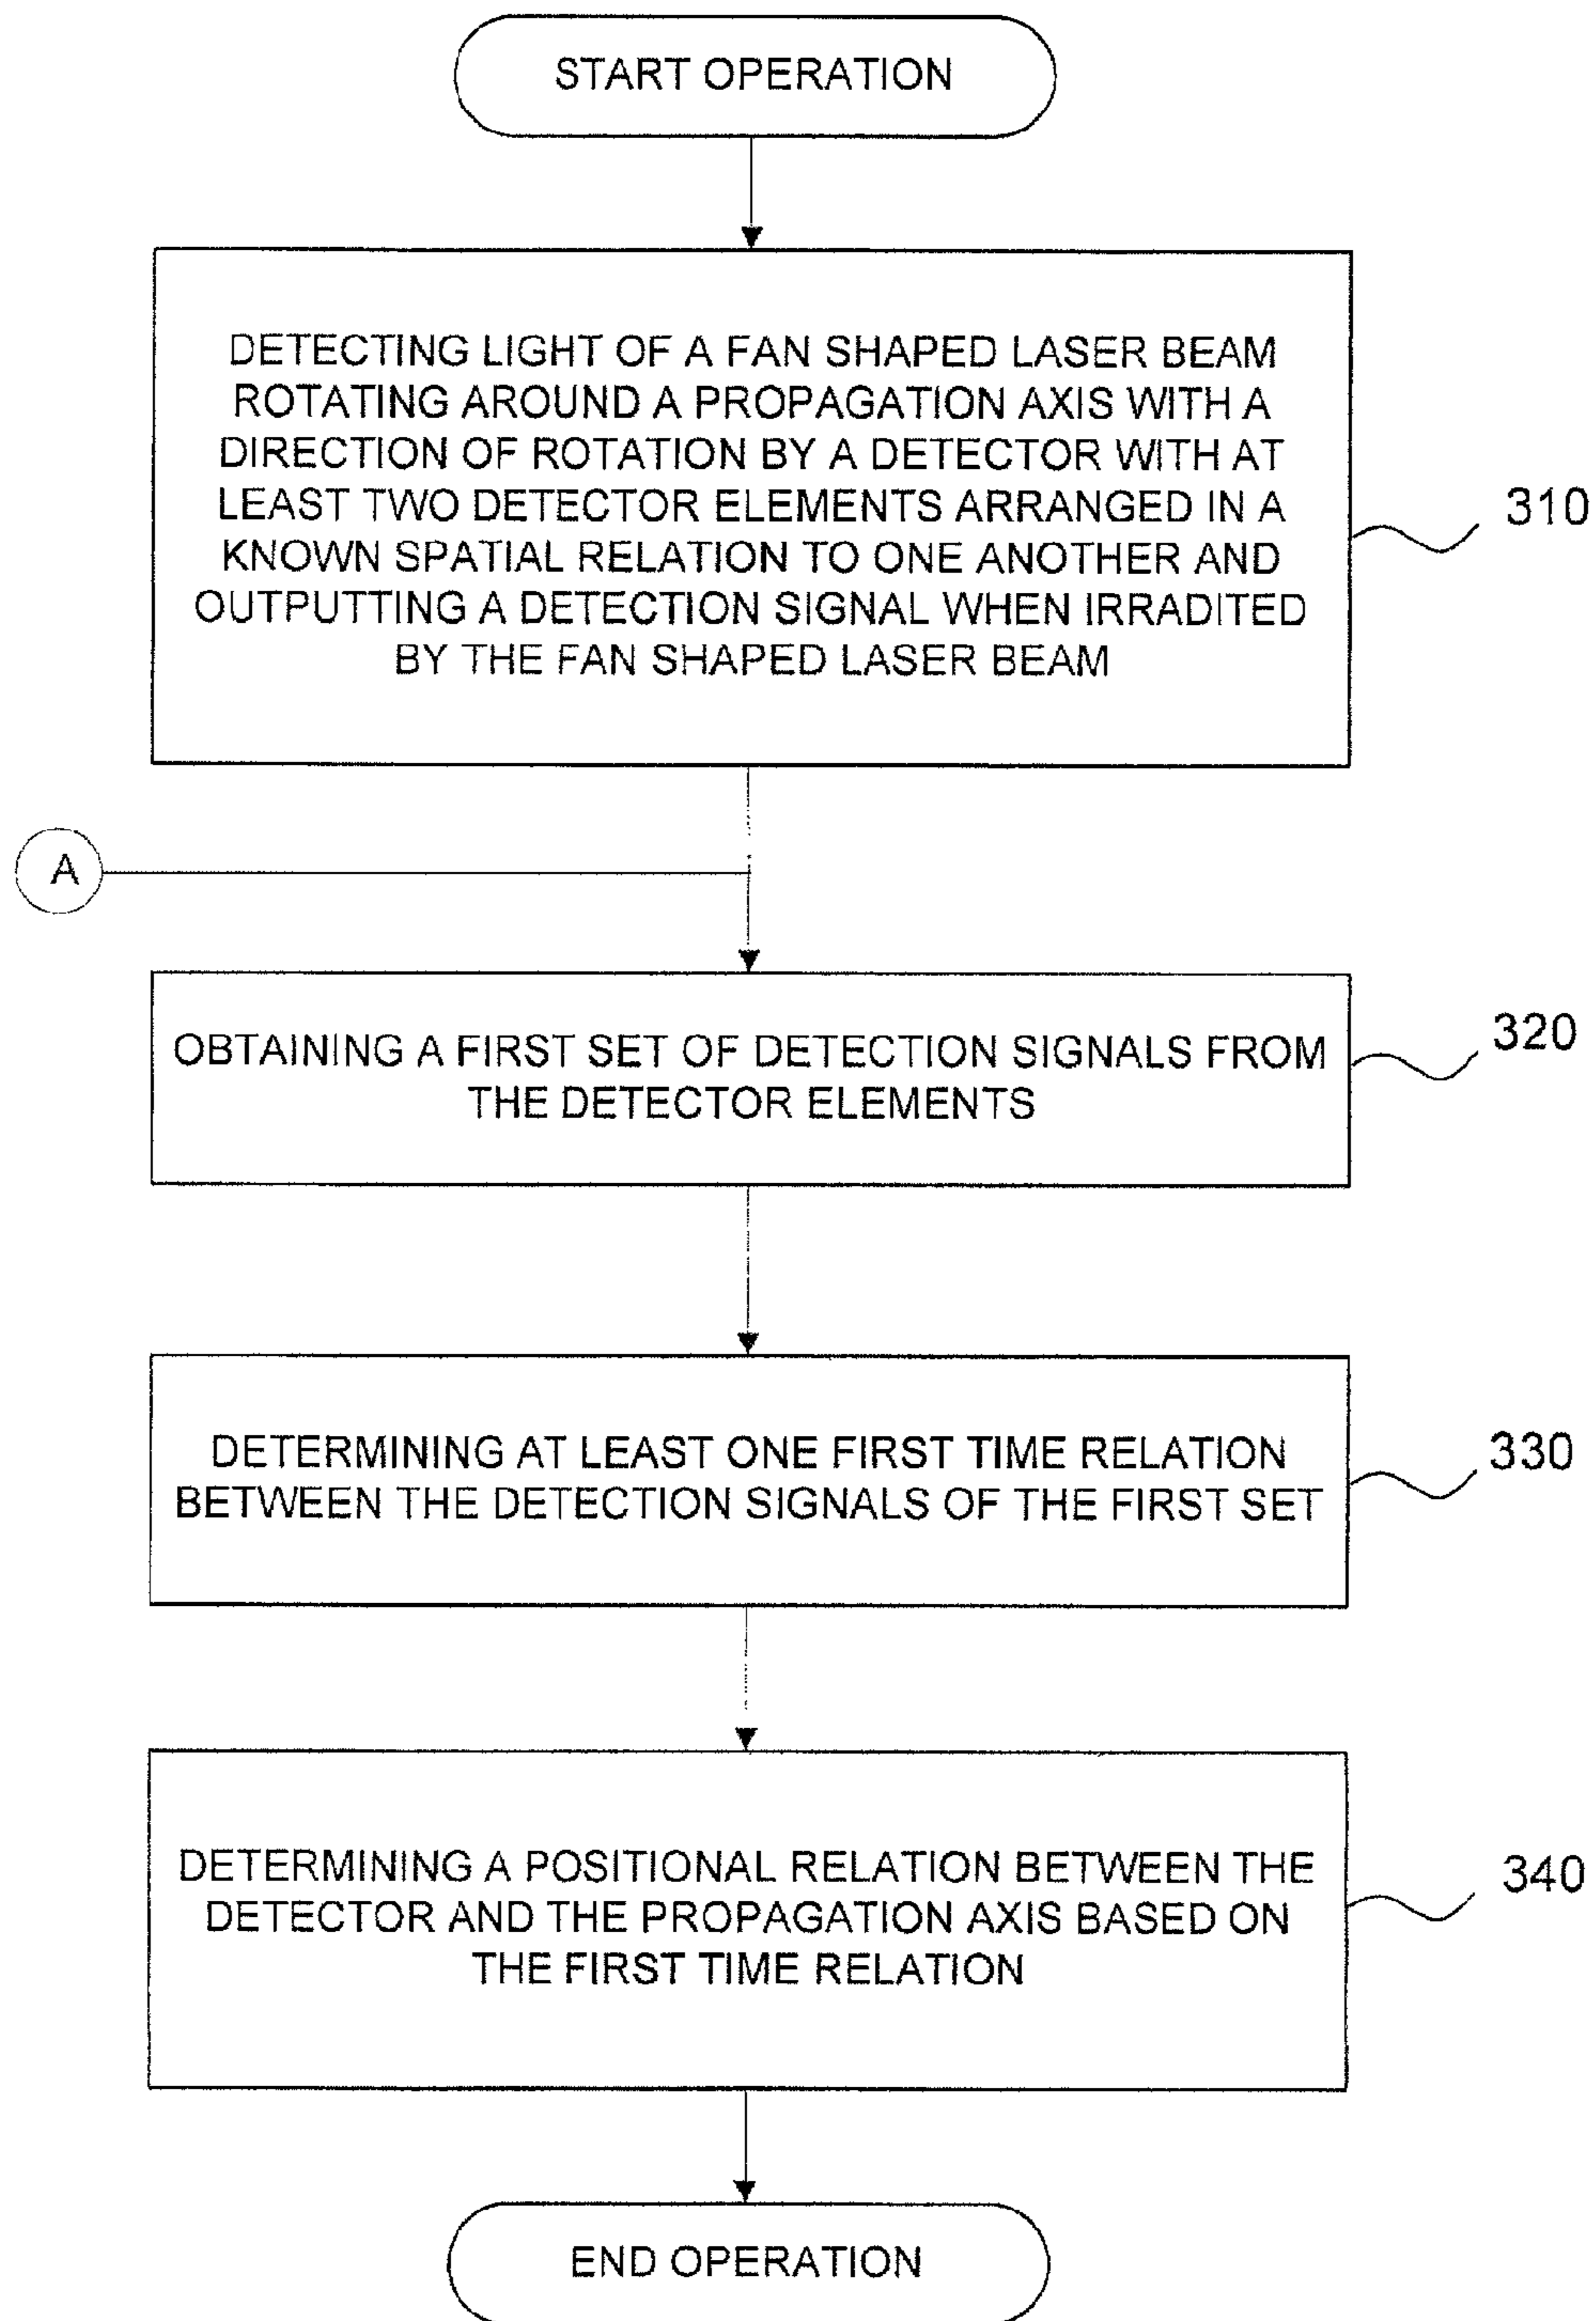 START OPERATION
DETECTING LIGHT OF A FAN SHAPED LASER BEAM
ROTATING AROUND A PROPAGATION AXIS WITH A
DIRECTION OF ROTATION BY A DETECTOR WITH AT
LEAST TWO DETECTOR ELEMENTS ARRANGED IN A
KNOWN SPATIAL RELATION TO ONE ANOTHER AND
OUTPUTTING A DETECTION SIGNAL WHEN IRRADITED
BY THE FAN SHAPED LASER BEAM
310
A
OBTAINING A FIRST SET OF DETECTION SIGNALS FROM
THE DETECTOR ELEMENTS
320
DETERMINING AT LEAST ONE FIRST TIME RELATION
BETWEEN THE DETECTION SIGNALS OF THE FIRST SET
330
DETERMINING A POSITIONAL RELATION BETWEEN THE
DETECTOR AND THE PROPAGATION AXIS BASED ON
THE FIRST TIME RELATION
340
END OPERATION